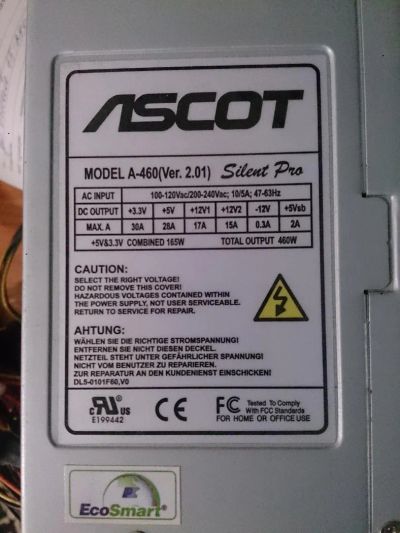 ASCOT
MODEL A-460(Ver. 2.01) Silent Pro
AC INPUT 100-120Vac/200-240Vac; 10/5A; 47-63Hz
DC OUTPUT +3.3V +5V +12V1 +12V2 -12V +5Vsb
MAX. A 30A 28A 17A 15A 0.3A 2A
+5V&3.3V COMBINED 165W TOTAL OUTPUT 460W
CAUTION:
SELECT THE RIGHT VOLTAGE!
DO NOT REMOVE THIS COVER!
HAZARDOUS VOLTAGES CONTAINED WITHIN
THE POWER SUPPLY, NOT USER SERVICEABLE.
RETURN TO SERVICE FOR REPAIR.
AHTUNG:
WÄHLEN SIE DIE RICHTIGE STROMSPANNUNG!
ENTFERNEN SIE NICHT DIESEN DECKEL.
NETZTEIL STEHT UNTER GEFÄHRLICHER SPANNUNG
NICHT VOM BENUTZER ZU REPARIEREN.
ZUR REPARATUR AN DEN KUNDENIENST EINSCHICKEN!
DL5-0101F60,V0
c RU US
E199442
CE
FC Tested To Comply
With FCC Standards
FOR HOME OR OFFICE USE
EcoSmart®